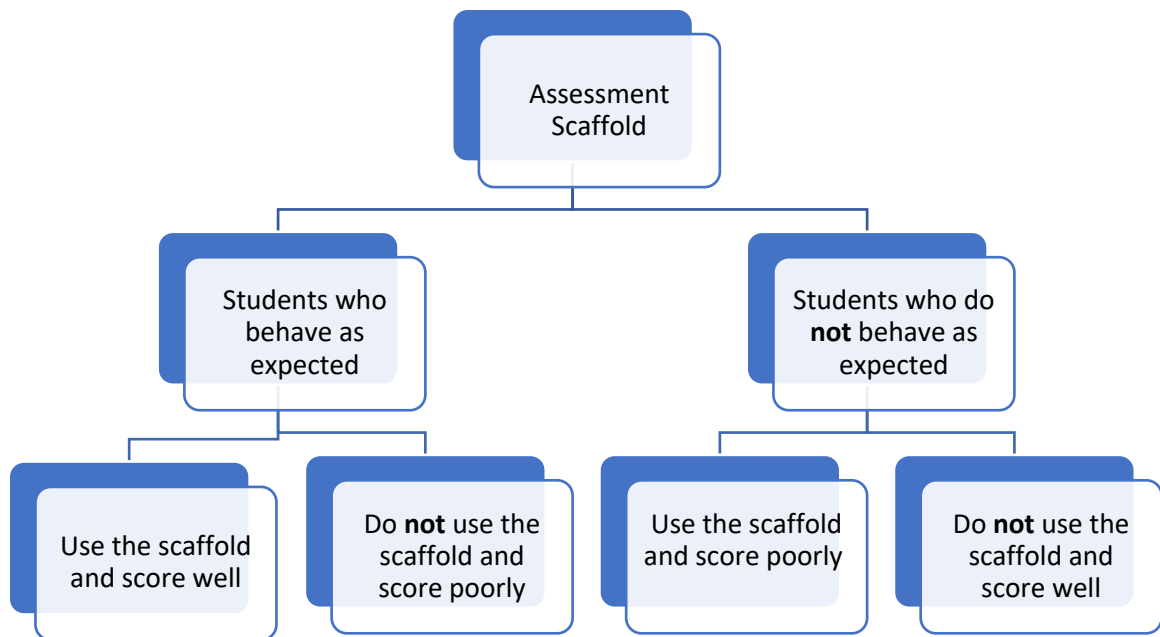 Assessment
Scaffold
Students who
behave as
expected
Students who do
not behave as
expected
Use the scaffold
and score well
Do not use the
scaffold and
score poorly
Use the scaffold
and score poorly
Do not use the
scaffold and
score well